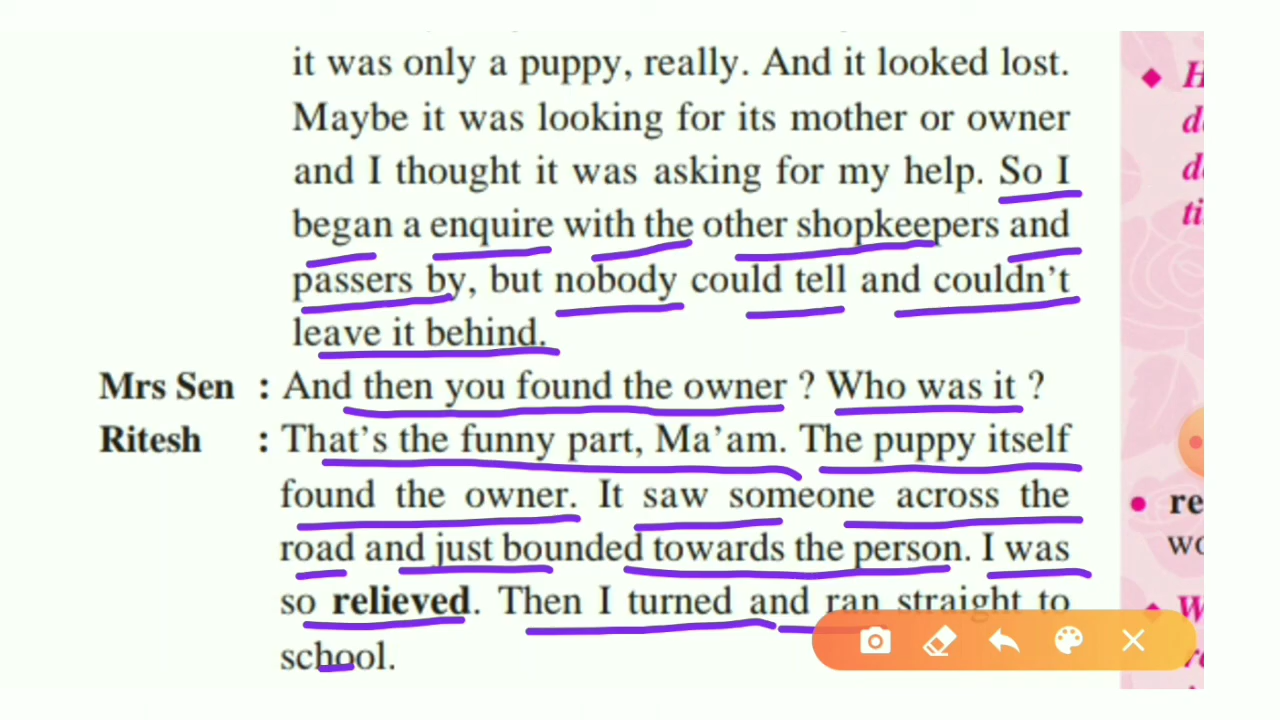 it was only a puppy, really. And it looked lost.
Maybe it was looking for its mother or owner
and I thought it was asking for my help. So I
began a enquire with the other shopkeepers and
passers by, but nobody could tell and couldn't
leave it behind.
Mrs Sen : And then you found the owner ? Who was it ?
Ritesh : That's the funny part, Ma'am. The puppy itself
found the owner. It saw someone across the
road and just bounded towards the person. I was
so relieved. Then I turned and ran straight to
school.